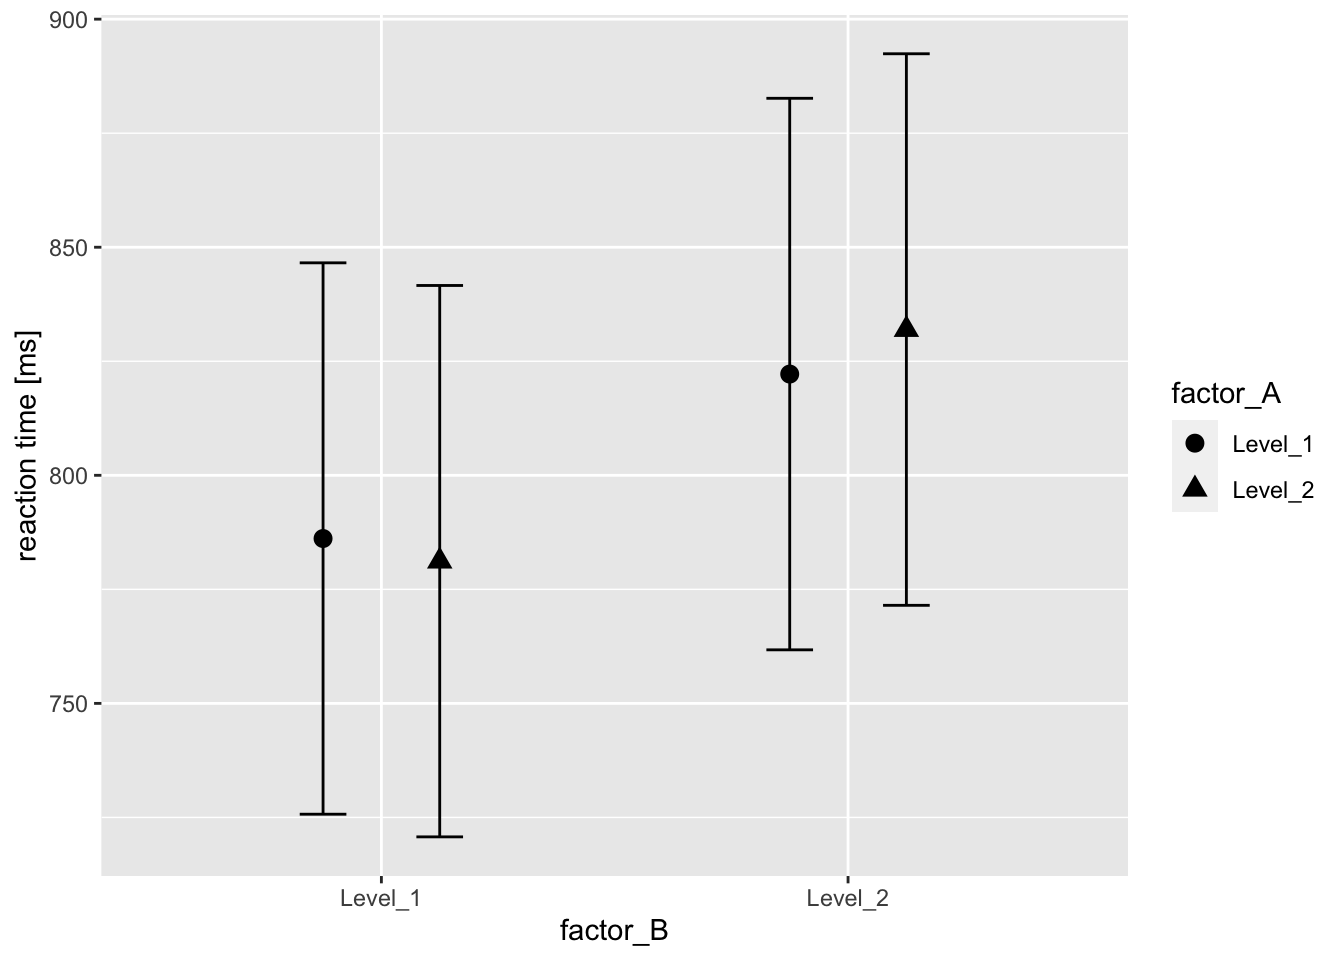 900
850
800
750
reaction time [ms]
Level_1
Level_2
factor_B
factor_A
Level_1
Level_2